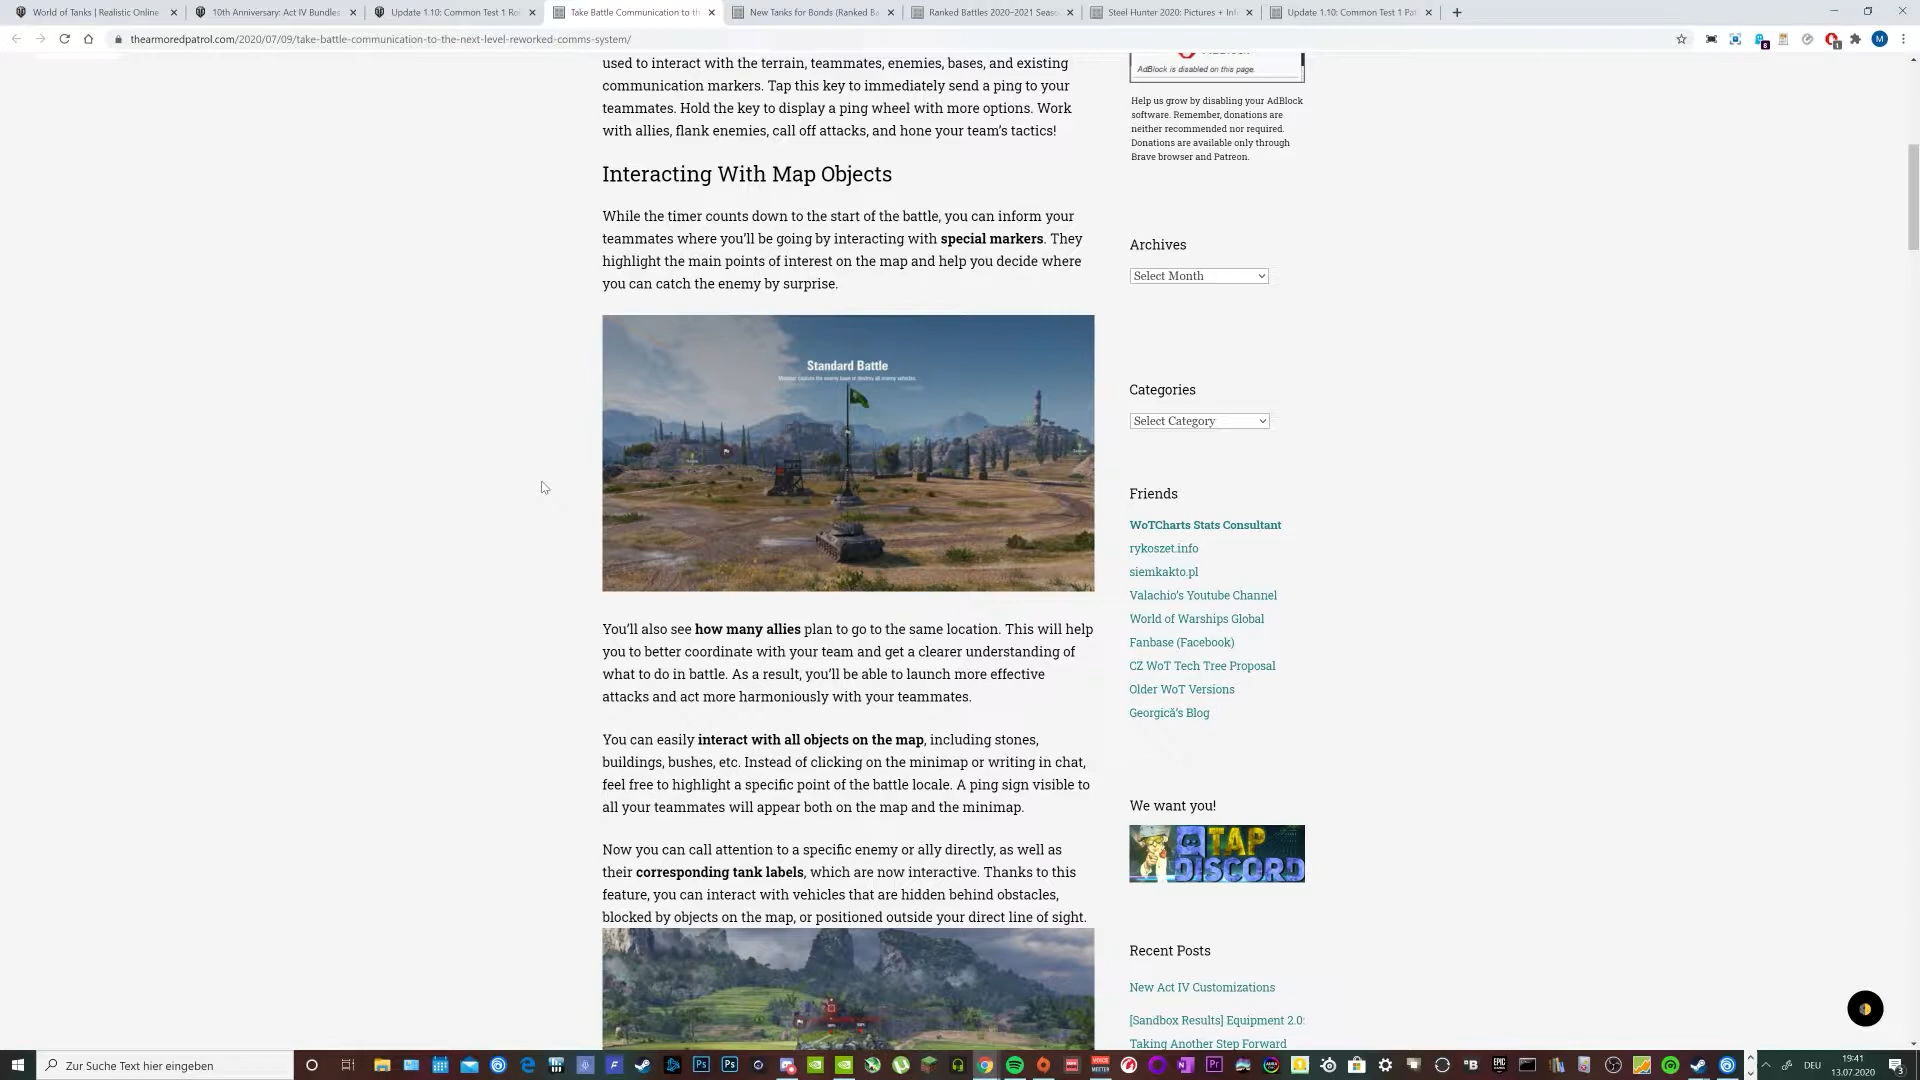 World of Tanks | Realistic Online
10th Anniversary: Act IV Bundles
Update 1.10: Common Test 1 Ro
Take Battle Communication to th
New Tanks for Bonds (Ranked Ba
Ranked Battles 2020–2021 Seaso
Steel Hunter 2020: Pictures + Inf
Update 1.10: Common Test 1 Pat
thearmoredpatrol.com/2020/07/09/take-battle-communication-to-the-next-level-reworked-comms-system/
used to interact with the terrain, teammates, enemies, bases, and existing
communication markers. Tap this key to immediately send a ping to your
teammates. Hold the key to display a ping wheel with more options. Work
with allies, flank enemies, call off attacks, and hone your team's tactics!
Interacting With Map Objects
While the timer counts down to the start of the battle, you can inform your
teammates where you'll be going by interacting with special markers. They
highlight the main points of interest on the map and help you decide where
you can catch the enemy by surprise.
Standard Battle
Mission: capture the enemy base or destroy all enemy vehicles.
You'll also see how many allies plan to go to the same location. This will help
you to better coordinate with your team and get a clearer understanding of
what to do in battle. As a result, you'll be able to launch more effective
attacks and act more harmoniously with your teammates.
You can easily interact with all objects on the map, including stones,
buildings, bushes, etc. Instead of clicking on the minimap or writing in chat,
feel free to highlight a specific point of the battle locale. A ping sign visible to
all your teammates will appear both on the map and the minimap.
Now you can call attention to a specific enemy or ally directly, as well as
their corresponding tank labels, which are now interactive. Thanks to this
feature, you can interact with vehicles that are hidden behind obstacles,
blocked by objects on the map, or positioned outside your direct line of sight.
AdBlock is disabled on this page.
Help us grow by disabling your AdBlock
software. Remember, donations are
neither recommended nor required.
Donations are available only through
Brave browser and Patreon.
Archives
Select Month
Categories
Select Category
Friends
WoTCharts Stats Consultant
rykoszet.info
siemkakto.pl
Valachio's Youtube Channel
World of Warships Global
Fanbase (Facebook)
CZ WoT Tech Tree Proposal
Older WoT Versions
Georgică's Blog
We want you!
TAP
DISCORD
Recent Posts
New Act IV Customizations
[Sandbox Results] Equipment 2.0:
Taking Another Step Forward
Zur Suche Text hier eingeben
DEU
19:41
13.07.2020